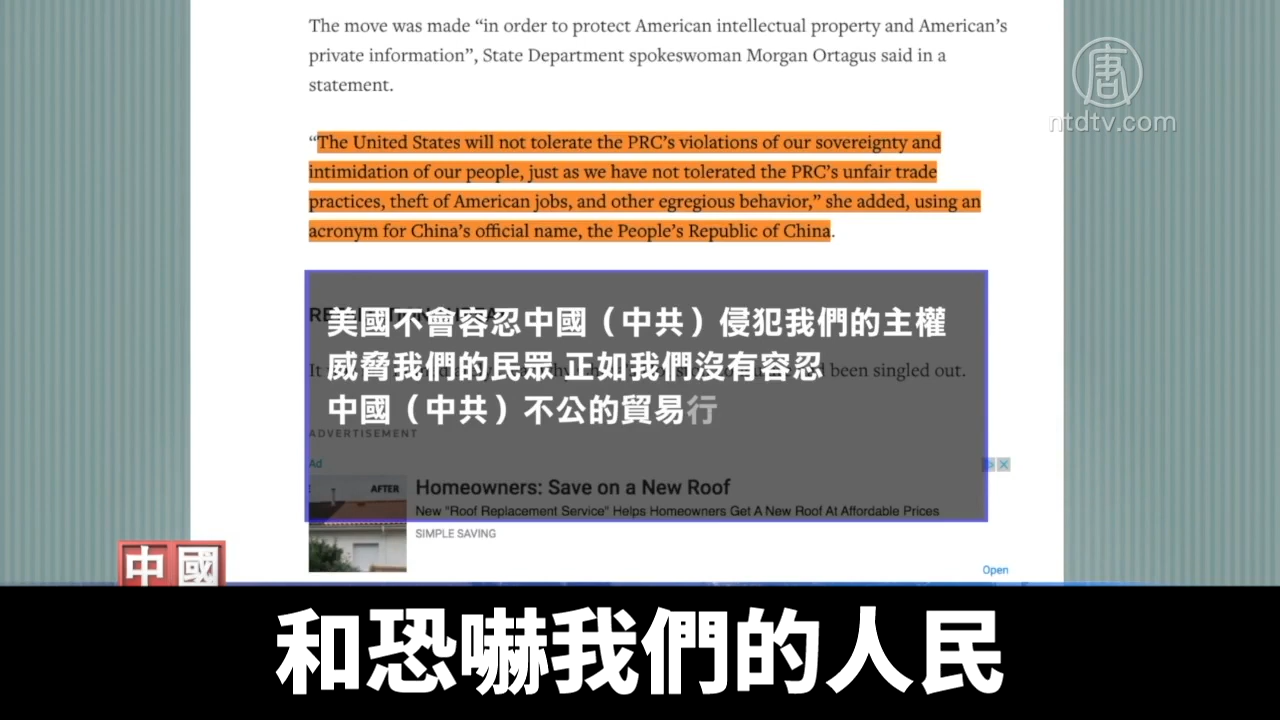 The move was made “in order to protect American intellectual property and American’s
private information”, State Department spokeswoman Morgan Ortagus said in a
statement.
唐
ntdtv.com
“The United States will not tolerate the PRC’s violations of our sovereignty and
intimidation of our people, just as we have not tolerated the PRC’s unfair trade
practices, theft of American jobs, and other egregious behavior,” she added, using an
acronym for China’s official name, the People’s Republic of China.
美國不會容忍中國（中共）侵犯我們的主權
威脅我們的民眾 正如我們沒有容忍
中國（中共）不公的貿易行
It
been singled out.
ADVERTISEMENT
Ad
AFTER
Homeowners: Save on a New Roof
New "Roof Replacement Service" Helps Homeowners Get A New Roof At Affordable Prices
SIMPLE SAVING
Open
中國
和恐嚇我們的人民